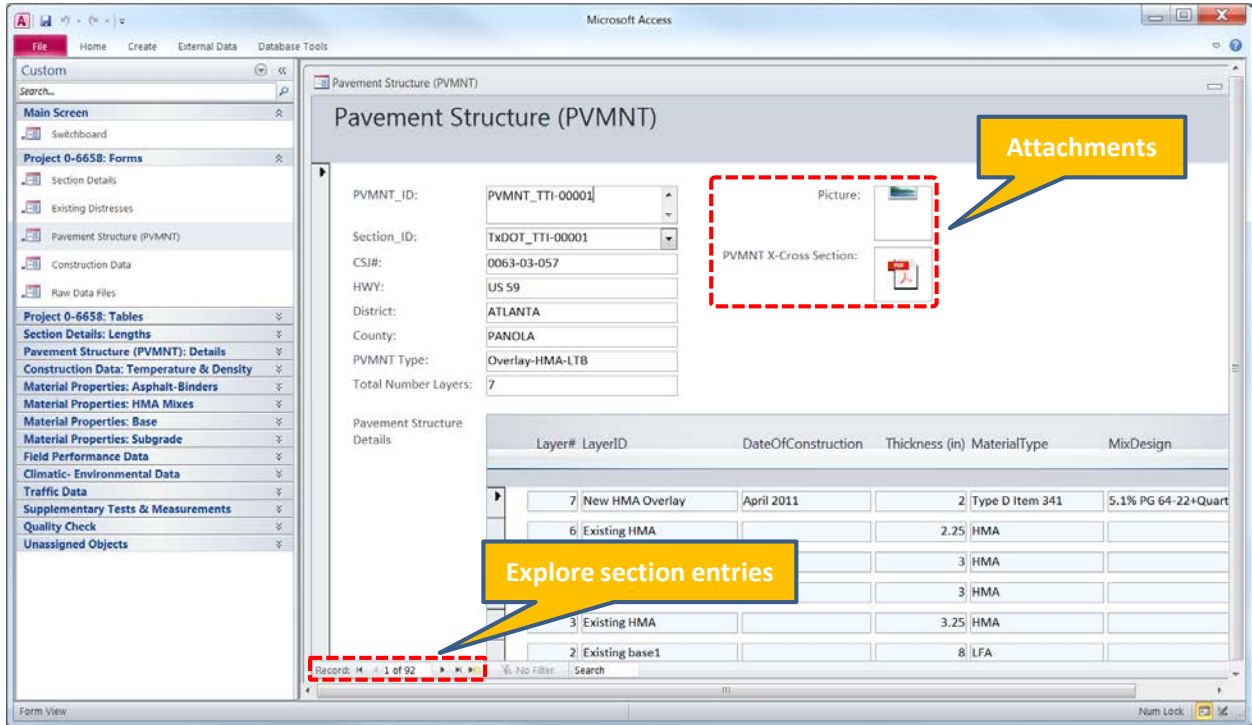 Microsoft Access
File Home Create External Data Database Tools
Custom
Search...
Main Screen
Switchboard
Project 0-6658: Forms
Section Details
Existing Distresses
Pavement Structure (PVMNT)
Construction Data
Raw Data Files
Project 0-6658: Tables
Section Details: Lengths
Pavement Structure (PVMNT): Details
Construction Data: Temperature & Density
Material Properties: Asphalt-Binders
Material Properties: HMA Mixes
Material Properties: Base
Material Properties: Subgrade
Field Performance Data
Climatic- Environmental Data
Traffic Data
Supplementary Tests & Measurements
Quality Check
Unassigned Objects
Pavement Structure (PVMNT)
Pavement Structure (PVMNT)
Attachments
PVMNT_ID: PVMNT_TTI-00001
Section_ID: TxDOT_TTI-00001
CSJ#: 0063-03-057
HWY: US 59
District: ATLANTA
County: PANOLA
PVMNT Type: Overlay-HMA-LTB
Total Number Layers: 7
Picture:
PVMNT X-Cross Section:
PDF
Pavement Structure
Details
Layer# LayerID DateOfConstruction Thickness (in) MaterialType MixDesign
7 New HMA Overlay April 2011 2 Type D Item 341 5.1% PG 64-22+Quart
6 Existing HMA 2.25 HMA
3 HMA
3 HMA
3 Existing HMA 3.25 HMA
2 Existing base1 8 LFA
Explore section entries
Record: 1 of 92 No Filter Search
Form View Num Lock